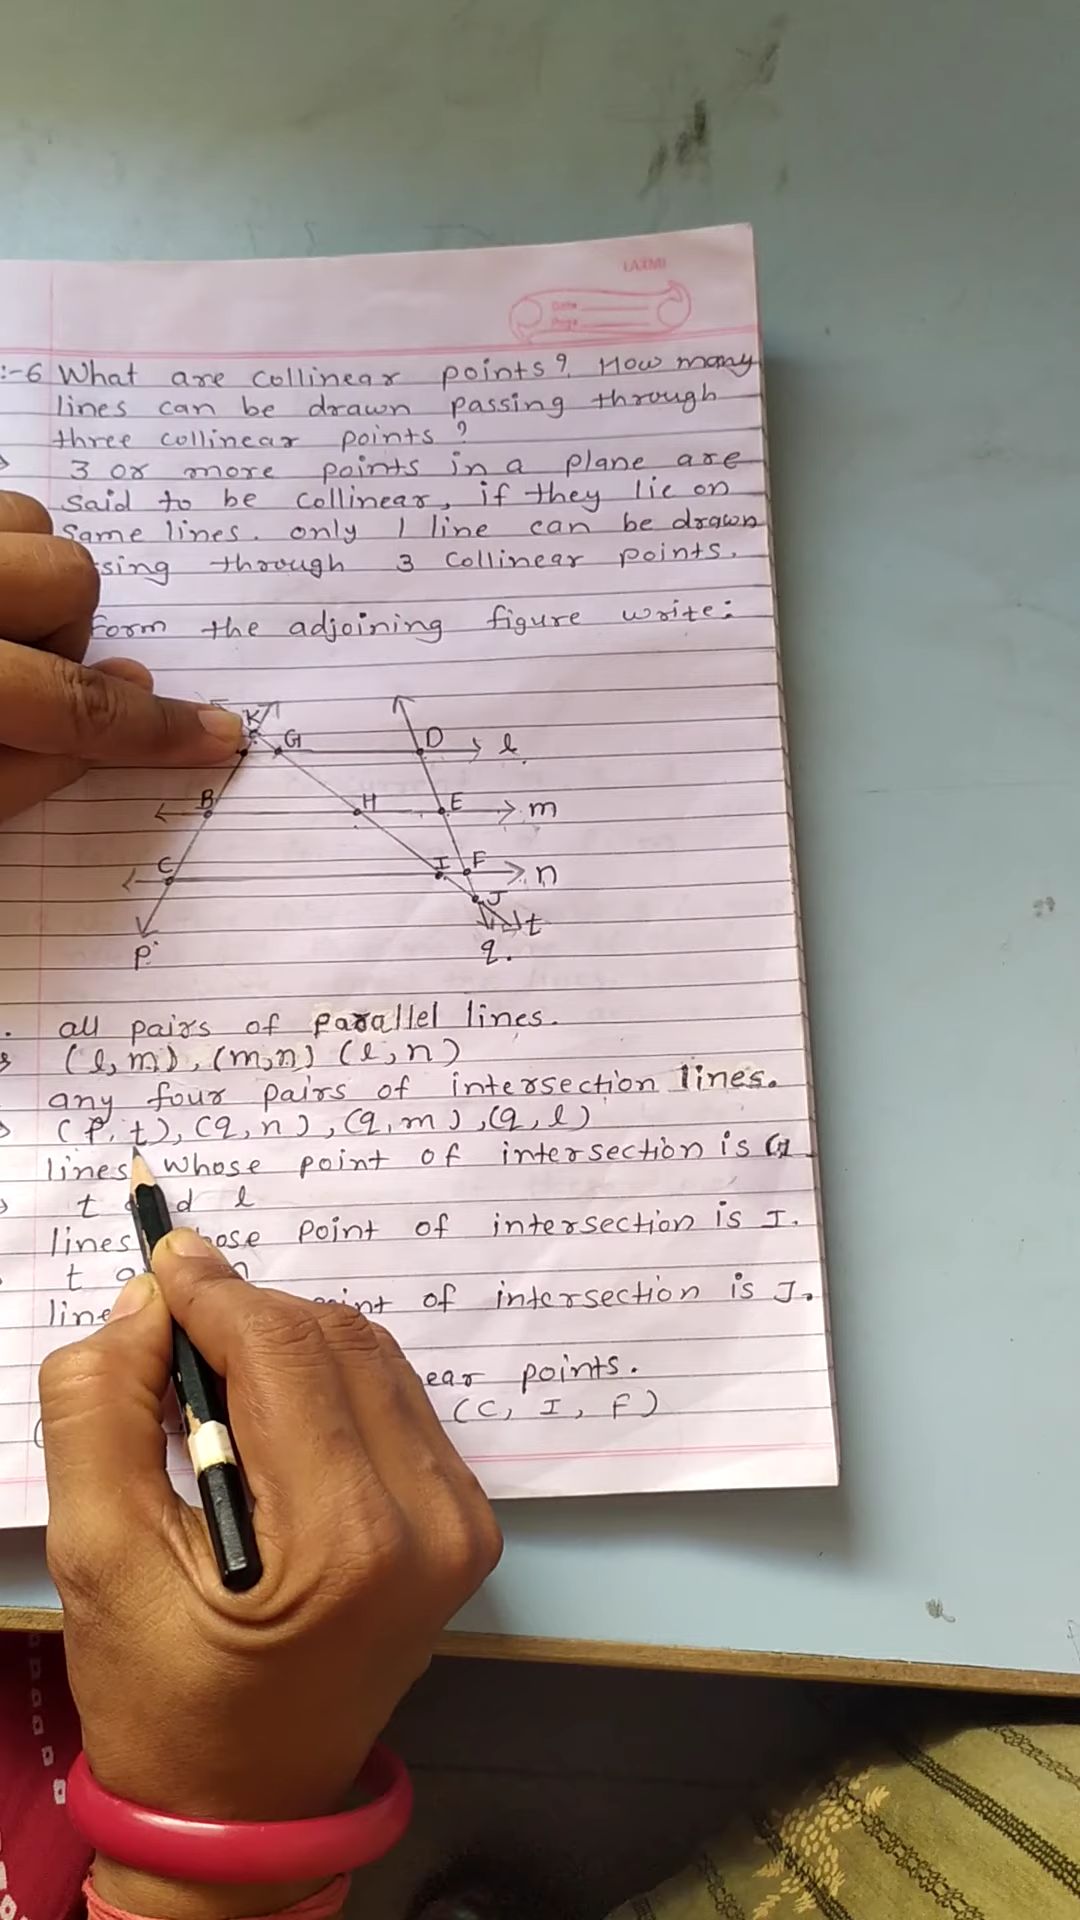 LAXMI
Date
Page
:-6 What are collinear points? How many
lines can be drawn passing through
three collinear points?
3 or more points in a plane are
said to be collinear, if they lie on
same lines. only 1 line can be drawn
sing through 3 collinear points.
form the adjoining figure write:
K
G D l
B H E m
C I F n
J t
P q.
all pairs of parallel lines.
(l, m), (m, n) (l, n)
any four pairs of intersection lines.
(P, t), (q, n), (q, m), (q, l)
lines whose point of intersection is G
t d l
lines ose point of intersection is I.
t n
line int of intersection is J.
ear points.
(C, I, F)